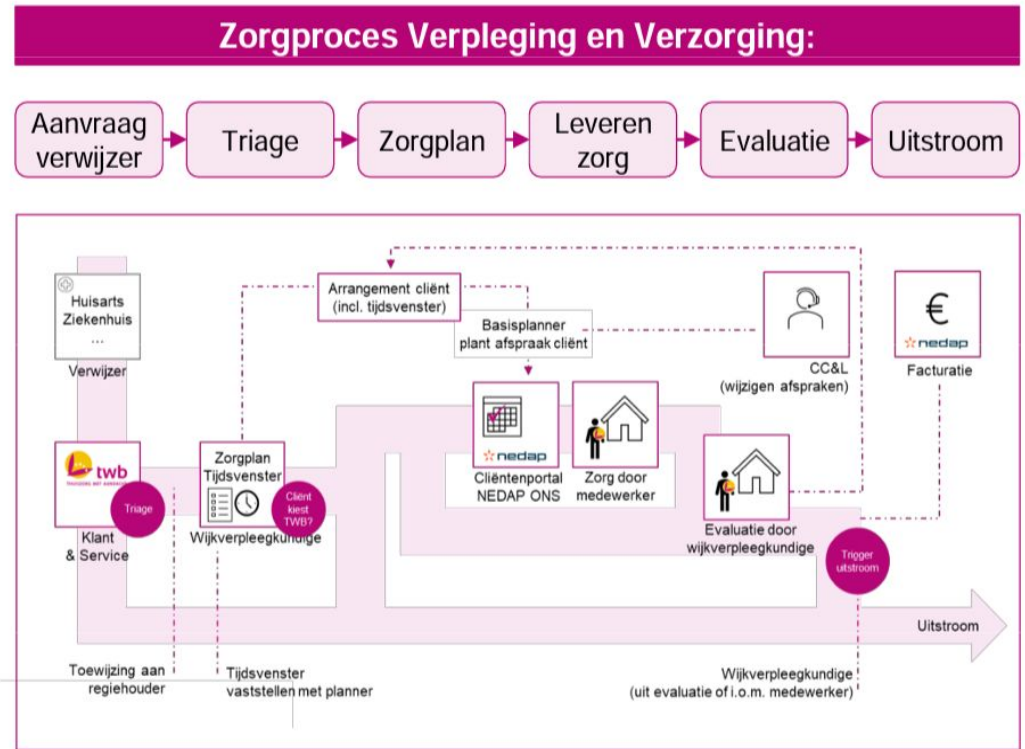 Zorgproces Verpleging en Verzorging:
Aanvraag
verwijzer
Triage
Zorgplan
Leveren
zorg
Evaluatie
Uitstroom
Huisarts
Ziekenhuis
...
Verwijzer
Arrangement cliënt
(incl. tijdsvenster)
Basisplanner
plant afspraak cliënt
CC&L
(wijzigen afspraken)
€
nedap
Facturatie
twb
Triage
Klant
& Service
Zorgplan
Tijdsvenster
Cliënt
kiest
TWB?
Wijkverpleegkundige
nedap
Cliëntenportal
NEDAP ONS
Zorg door
medewerker
Evaluatie door
wijkverpleegkundige
Trigger
uitstroom
Uitstroom
Toewijzing aan
regiehouder
Tijdsvenster
vaststellen met planner
Wijkverpleegkundige
(uit evaluatie of i.o.m. medewerker)